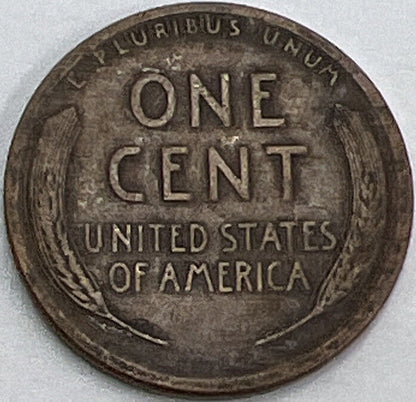 E·PLURIBUS·UNUM
ONE
CENT
UNITED STATES
OF AMERICA